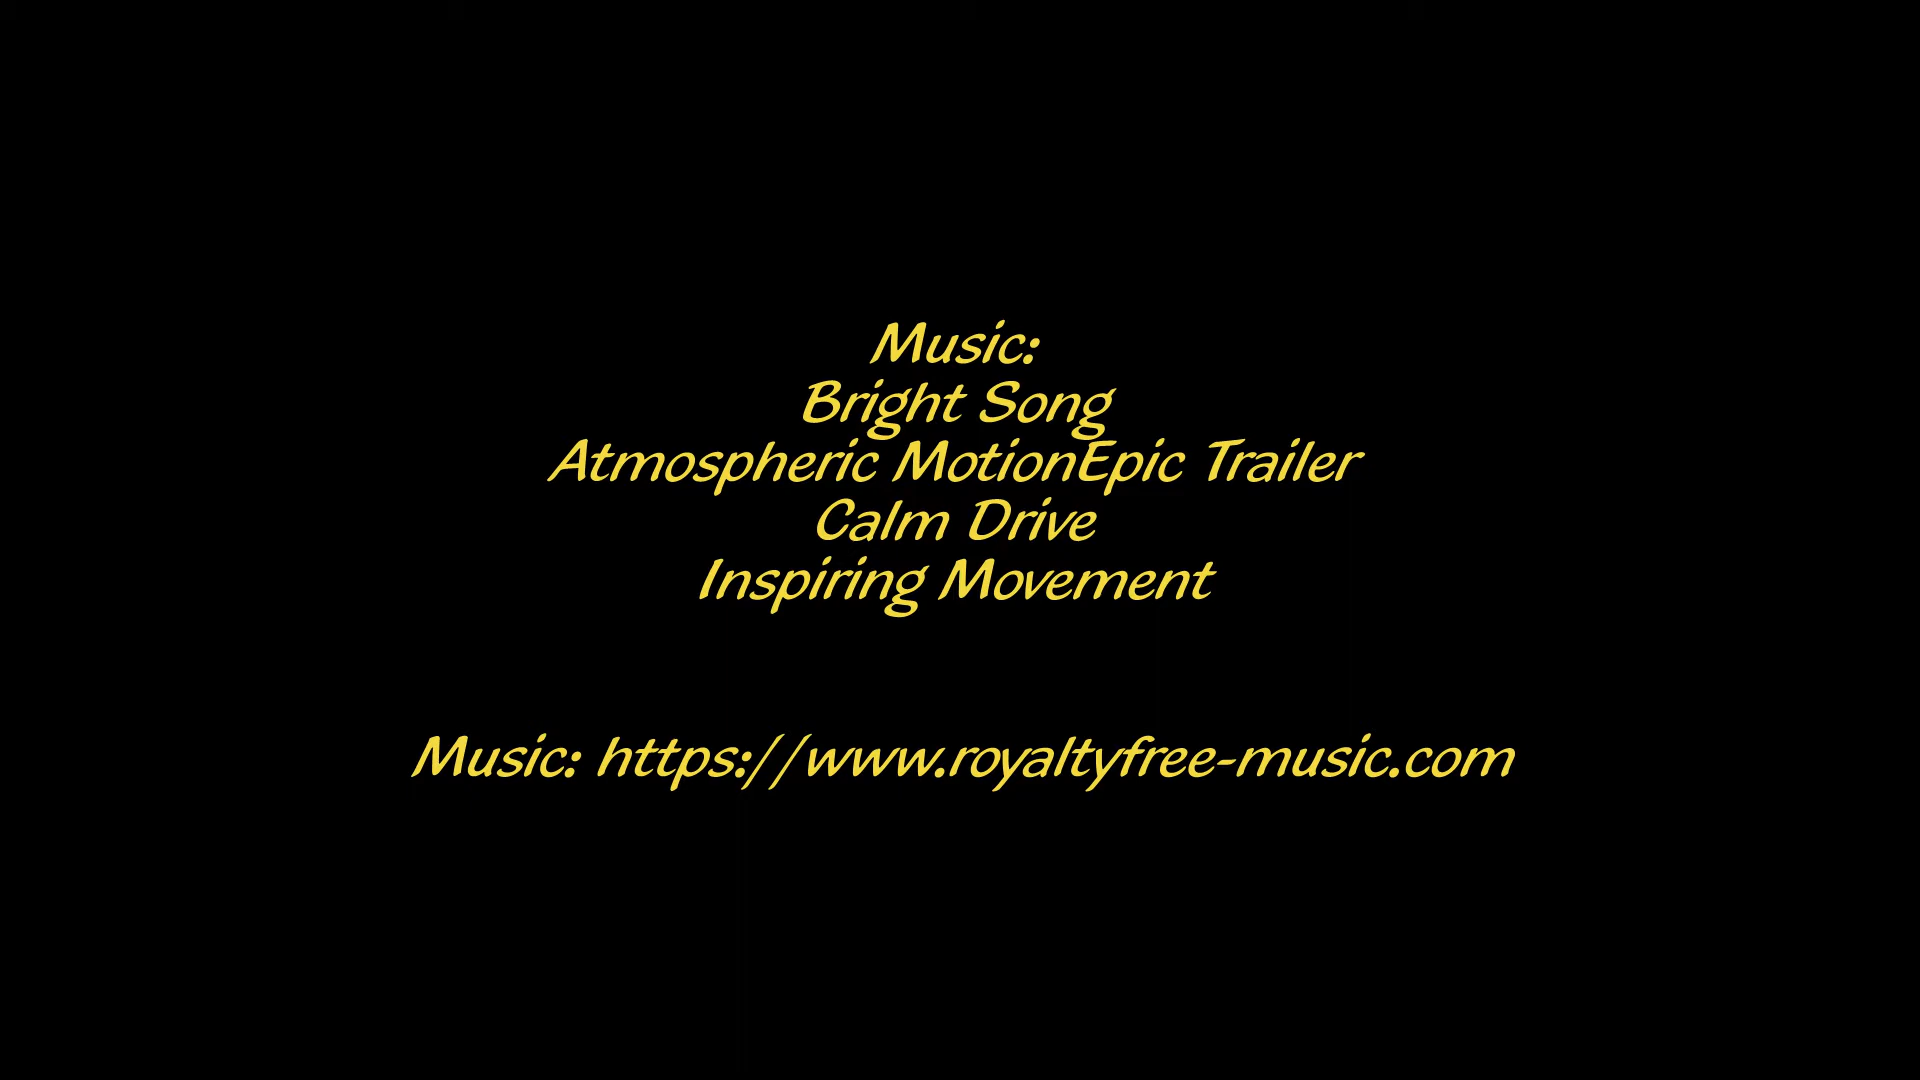 Music:
Bright Song
Atmospheric MotionEpic Trailer
Calm Drive
Inspiring Movement
Music: https://www.royaltyfree-music.com